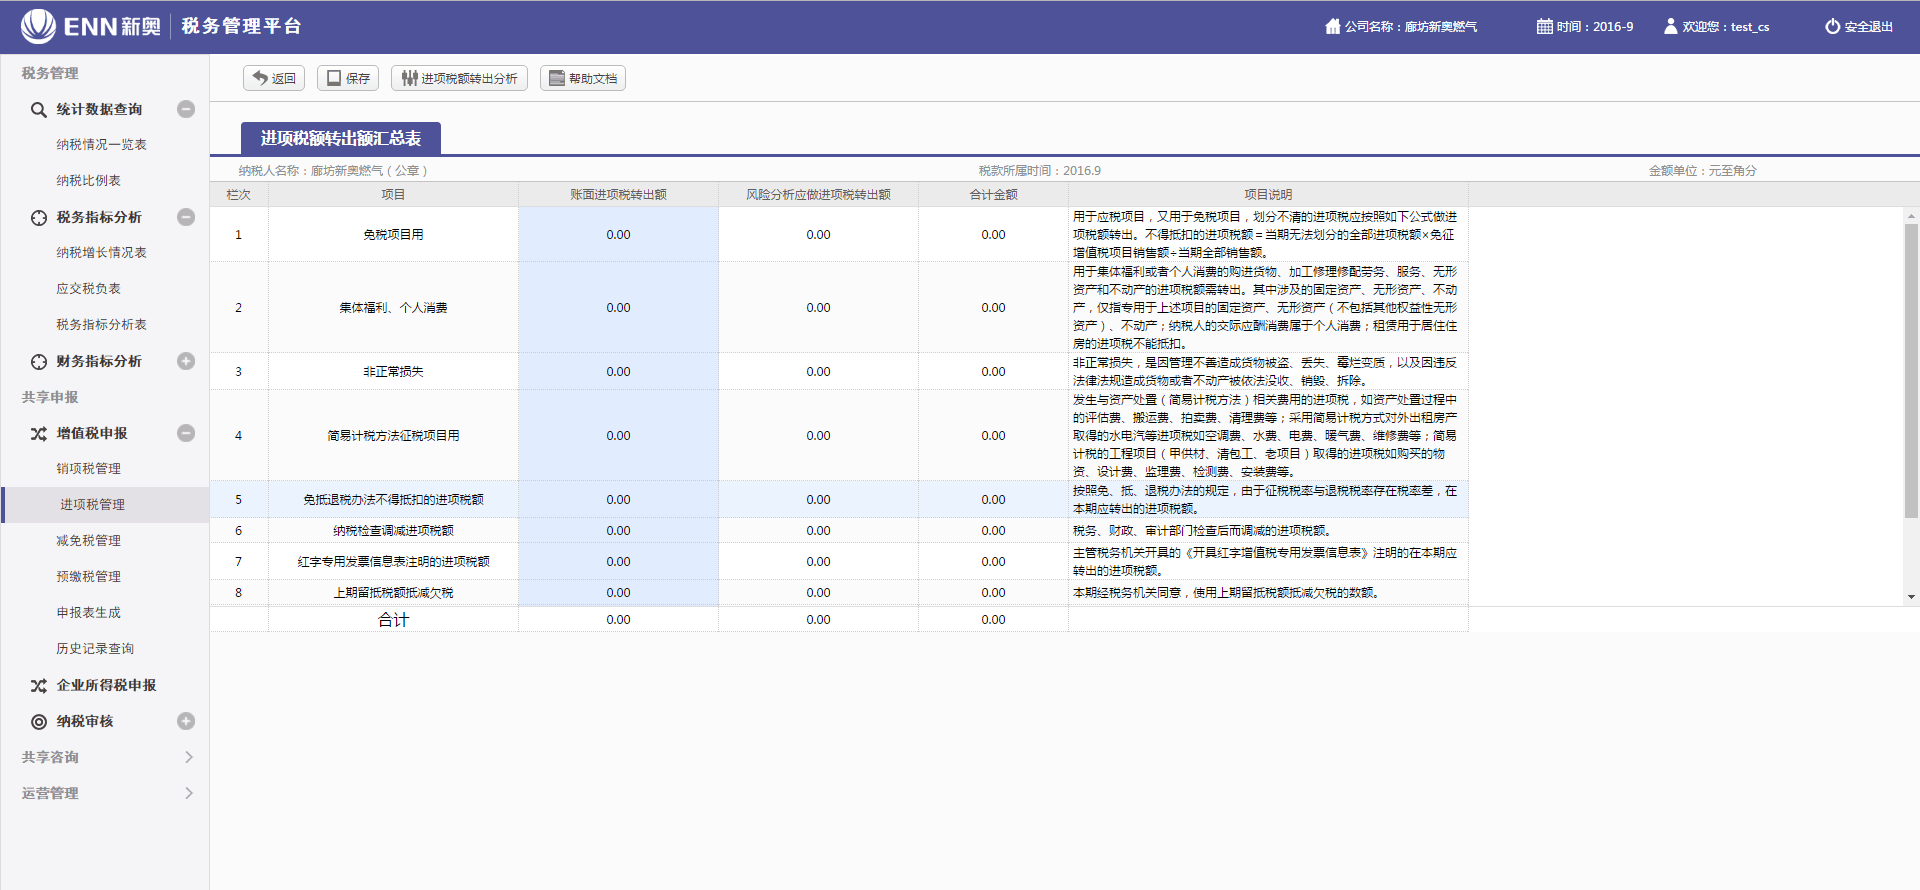 ENN新奥 税务管理平台
公司名称：廊坊新奥燃气
时间：2016-9
欢迎您：test_cs
安全退出
税务管理
统计数据查询
纳税情况一览表
纳税比例表
税务指标分析
纳税增长情况表
应交税负表
税务指标分析表
财务指标分析
共享申报
增值税申报
销项税管理
进项税管理
减免税管理
预缴税管理
申报表生成
历史记录查询
企业所得税申报
纳税审核
共享咨询
运营管理
返回
保存
进项税额转出分析
帮助文档
进项税额转出额汇总表
纳税人名称：廊坊新奥燃气（公章）
税款所属时间：2016.9
金额单位：元至角分
栏次 项目 账面进项税转出额 风险分析应做进项税转出额 合计金额 项目说明
1 免税项目用 0.00 0.00 0.00
用于应税项目，又用于免税项目，划分不清的进项税应按照如下公式做进
项税额转出。不得抵扣的进项税额＝当期无法划分的全部进项税额×免征
增值税项目销售额÷当期全部销售额。
2 集体福利、个人消费 0.00 0.00 0.00
用于集体福利或者个人消费的购进货物、加工修理修配劳务、服务、无形
资产和不动产的进项税额需转出。其中涉及的固定资产、无形资产、不动
产，仅指专用于上述项目的固定资产、无形资产（不包括其他权益性无形
资产）、不动产；纳税人的交际应酬消费属于个人消费；租赁用于居住住
房的进项税不能抵扣。
3 非正常损失 0.00 0.00 0.00
非正常损失，是因管理不善造成货物被盗、丢失、霉烂变质，以及因违反
法律法规造成货物或者不动产被依法没收、销毁、拆除。
4 简易计税方法征税项目用 0.00 0.00 0.00
发生与资产处置（简易计税方法）相关费用的进项税，如资产处置过程中
的评估费、搬运费、拍卖费、清理费等；采用简易计税方式对外出租房产
取得的水电汽等进项税如空调费、水费、电费、暖气费、维修费等；简易
计税的工程项目（甲供材、清包工、老项目）取得的进项税如购买的物
资、设计费、监理费、检测费、安装费等。
5 免抵退税办法不得抵扣的进项税额 0.00 0.00 0.00
按照免、抵、退税办法的规定，由于征税税率与退税税率存在税率差，在
本期应转出的进项税额。
6 纳税检查调减进项税额 0.00 0.00 0.00 税务、财政、审计部门检查后而调减的进项税额。
7 红字专用发票信息表注明的进项税额 0.00 0.00 0.00
主管税务机关开具的《开具红字增值税专用发票信息表》注明的在本期应
转出的进项税额。
8 上期留抵税额抵减欠税 0.00 0.00 0.00 本期经税务机关同意，使用上期留抵税额抵减欠税的数额。
合计 0.00 0.00 0.00